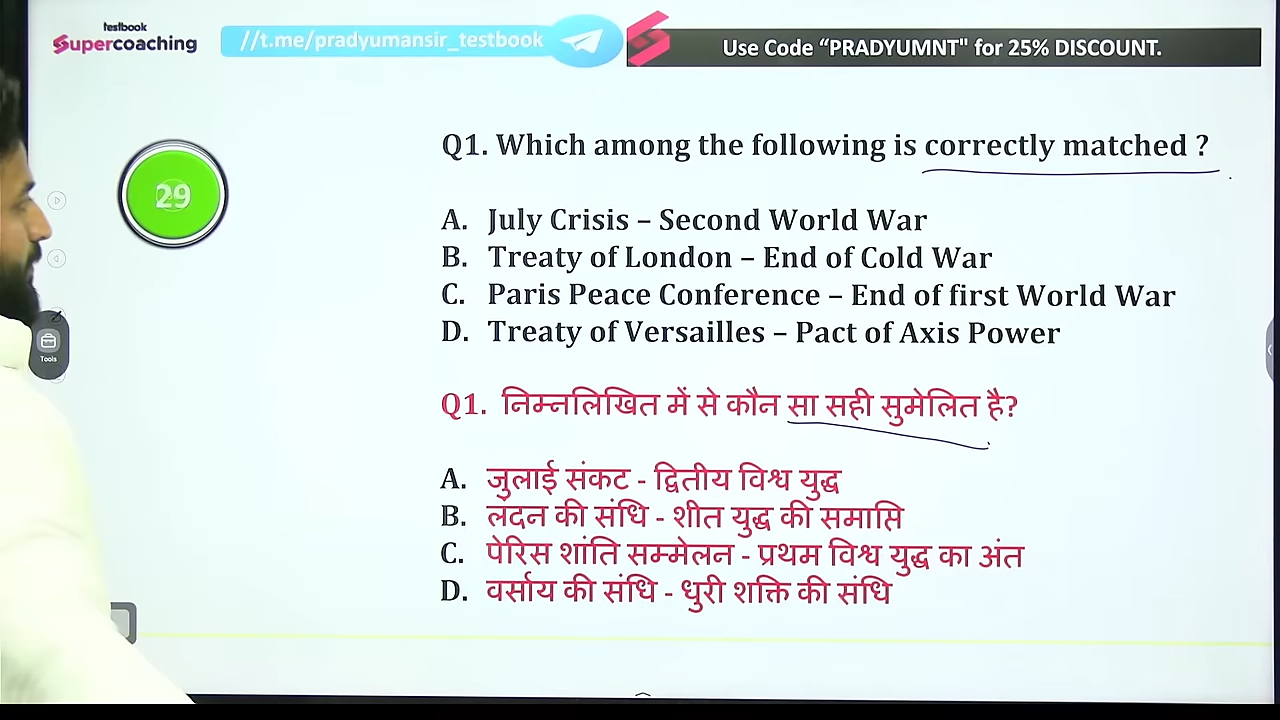 testbook
Supercoaching
//t.me/pradyumansir_testbook
Use Code “PRADYUMNT" for 25% DISCOUNT.
29
Q1. Which among the following is correctly matched ?
A. July Crisis – Second World War
B. Treaty of London – End of Cold War
C. Paris Peace Conference – End of first World War
D. Treaty of Versailles – Pact of Axis Power
Q1. निम्नलिखित में से कौन सा सही सुमेलित है?
A. जुलाई संकट - द्वितीय विश्व युद्ध
B. लंदन की संधि - शीत युद्ध की समाप्ति
C. पेरिस शांति सम्मेलन - प्रथम विश्व युद्ध का अंत
D. वर्साय की संधि - धुरी शक्ति की संधि
Tools